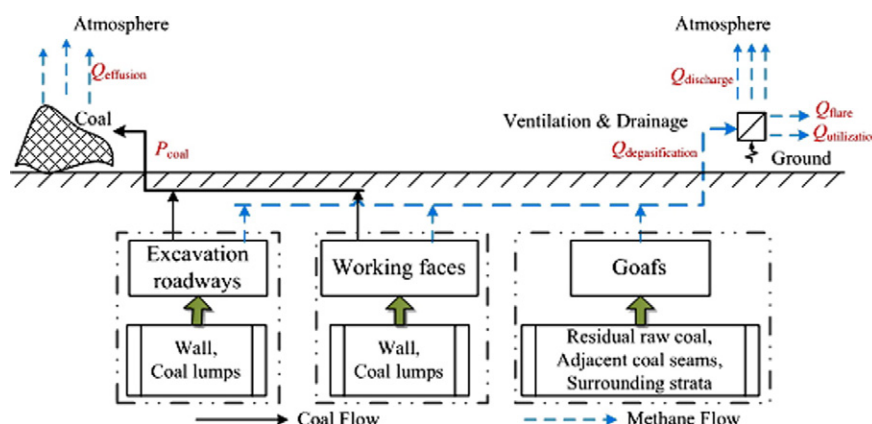 Atmosphere
Atmosphere
Qeffusion
Qdischarge
Coal
Ventilation & Drainage
Qflare
Pcoal
Qdegasification
Qutilization
Ground
Excavation
roadways
Working faces
Goafs
Wall,
Coal lumps
Wall,
Coal lumps
Residual raw coal,
Adjacent coal seams,
Surrounding strata
Coal Flow
Methane Flow